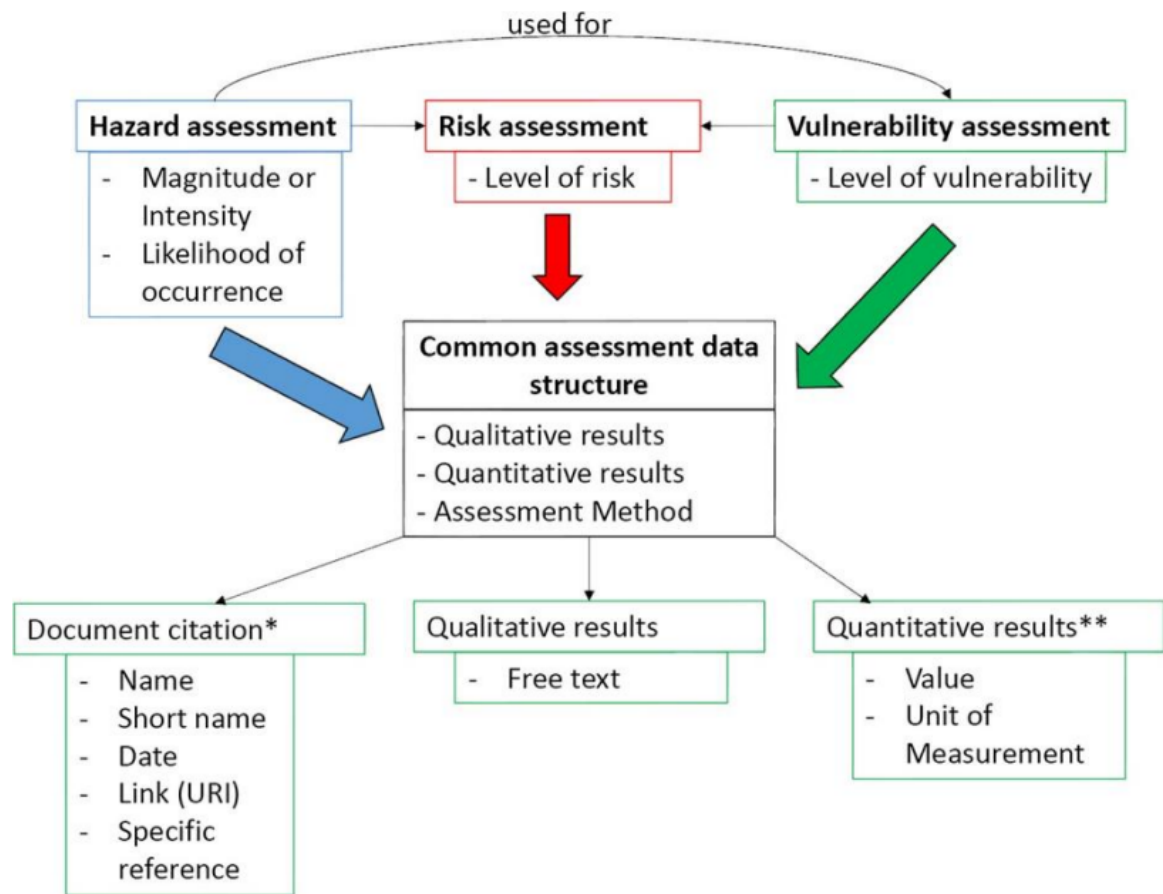 used for
Hazard assessment
- Magnitude or
Intensity
- Likelihood of
occurrence
Risk assessment
- Level of risk
Vulnerability assessment
- Level of vulnerability
Common assessment data
structure
- Qualitative results
- Quantitative results
- Assessment Method
Document citation*
- Name
- Short name
- Date
- Link (URI)
- Specific
reference
Qualitative results
- Free text
Quantitative results**
- Value
- Unit of
Measurement